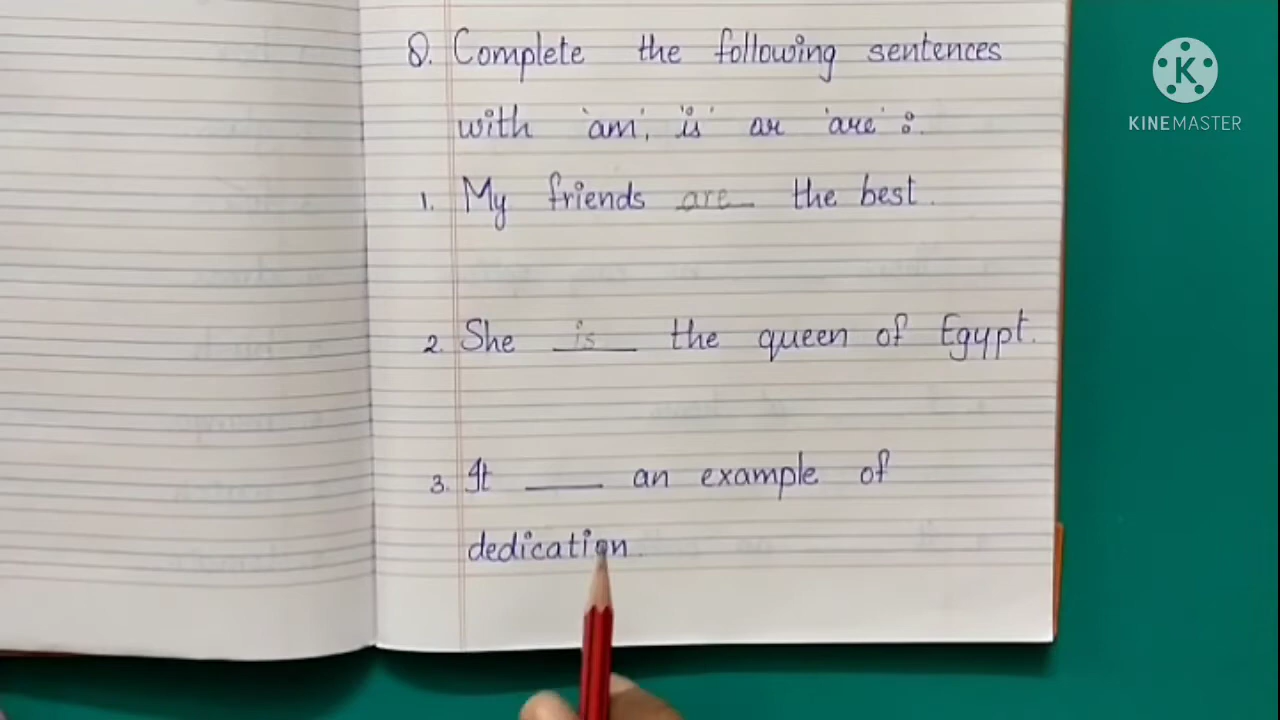 Q. Complete the following sentences
with 'am', 'is' or 'are' :.
1. My friends are the best.
2. She is the queen of Egypt.
3. It ____ an example of
dedication.
K
KINEMASTER